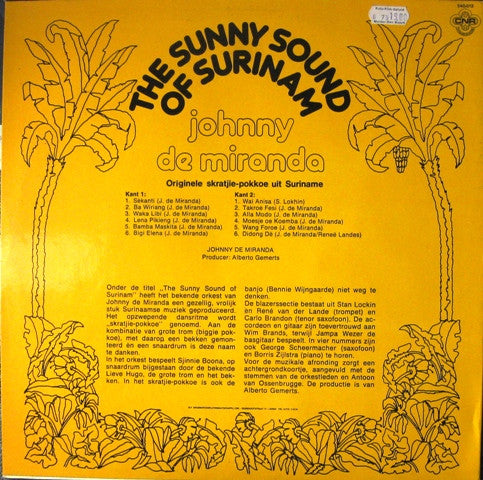 THE SUNNY SOUND
OF SURINAM
johnny
de miranda
CNR
Originele skratjie-pokkoe uit Suriname
Kant 1:
1. Sekanti (J. de Miranda)
2. Ba Wiriang (J. de Miranda)
3. Waka Libi (J. de Miranda)
4. Lena Pikieng (J. de Miranda)
5. Bamba Maskita (J. de Miranda)
6. Bigi Elena (J. de Miranda)
Kant 2:
1. Wai Anisa (S. Lokhin)
2. Takroe Fesi (J. de Miranda)
3. Alla Modo (J. de Miranda)
4. Moesje de Koemba (J. de Miranda)
5. Wang Foroe (J. de Miranda)
6. Didong Dé (J. de Miranda/Reneé Landes)
JOHNNY DE MIRANDA
Producer: Alberto Gemerts
Onder de titel „The Sunny Sound of
Surinam” heeft het bekende orkest van
Johnny de Miranda een gezellig, vrolijk
stuk Surinaamse muziek geproduceerd.
Het opzwepende dansritme wordt
„skratjie-pokkoe” genoemd. Aan de
kombinatie van grote trom (biggie pok-
koe), met daarop een bekken gemon-
teerd en een snaardrum is deze naam
te danken.
In het orkest bespeelt Sjinnie Boona, op
snaardrum bijgestaan door de bekende
Lieve Hugo, de grote trom en het bek-
ken. In het skratjie-pokkoe is ook de
banjo (Bennie Wijngaarde) niet weg te
denken.
De blazerssectie bestaat uit Stan Lockin
en René van der Lande (trompet) en
Carlo Brandon (tenor saxofoon). De ac-
cordeon en gitaar zijn toevertrouwd aan
Wim Brands, terwijl Jampa Wezer de
basgitaar bespeelt. In vier nummers zijn
ook George Scheermacher (saxofoon)
en Borris Zijlstra (piano) te horen.
Voor de muzikale afronding zorgt een
achtergrondkoortje, aangevuld met de
stemmen van de orkestleden en Antoon
van Ossenbrugge. De productie is van
Alberto Gemerts.